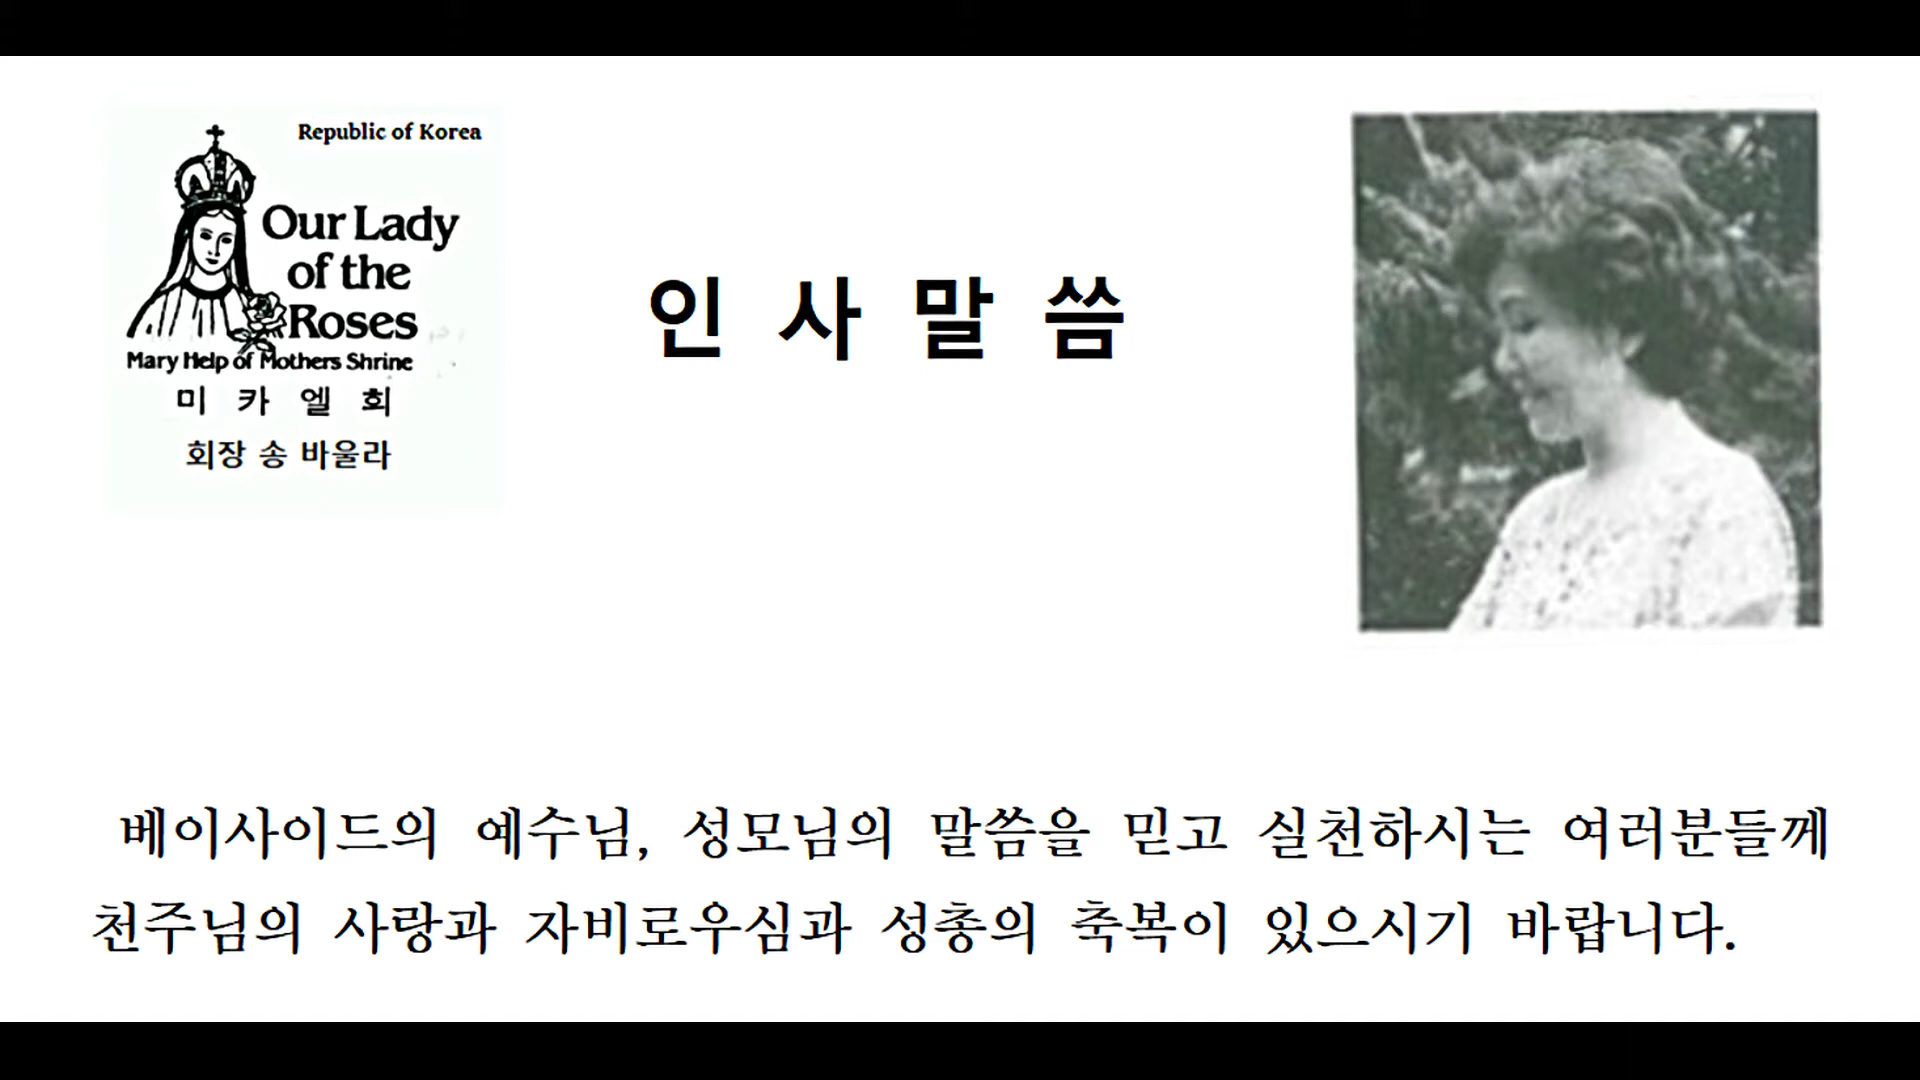 Republic of Korea
Our Lady
of the
Roses
Mary Help of Mothers Shrine
미 카 엘 회
회장 송 바울라
인 사 말 씀
베이사이드의 예수님, 성모님의 말씀을 믿고 실천하시는 여러분들께
천주님의 사랑과 자비로우심과 성총의 축복이 있으시기 바랍니다.